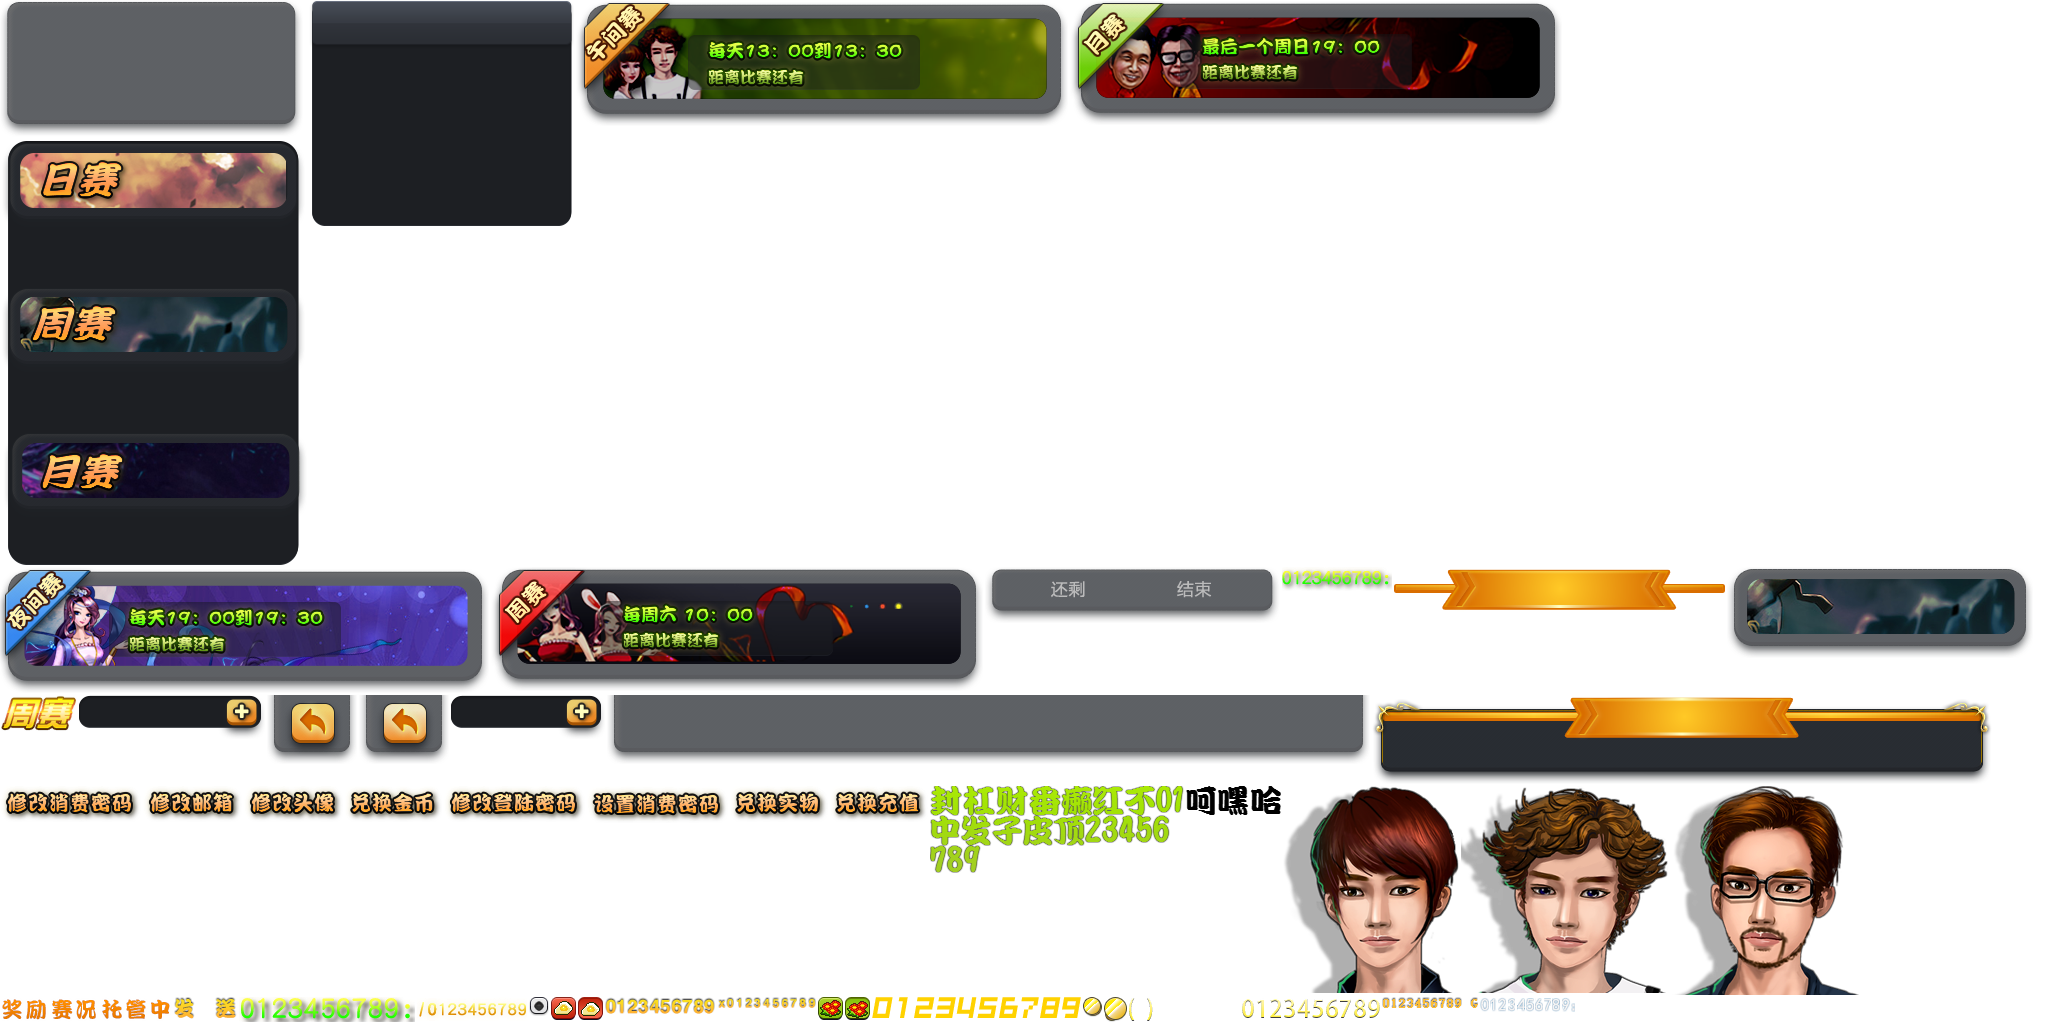 午间赛
每天13：00到13：30
距离比赛还有
月赛
最后一个周日19：00
距离比赛还有
日赛
周赛
月赛
夜间赛
每天19：00到19：30
距离比赛还有
周赛
每周六 10：00
距离比赛还有
还剩 结束
0123456789:
周赛
修改消费密码 修改邮箱 修改头像 兑换金币 修改登陆密码 设置消费密码 兑换实物 兑换充值
封杠财番癞红不01
中发子皮顶23456
789
呵嘿哈
奖励赛况托管中发 送
0123456789:
/0123456789
0123456789
x0123456789
0123456789
( )
0123456789
0123456789
0123456789: